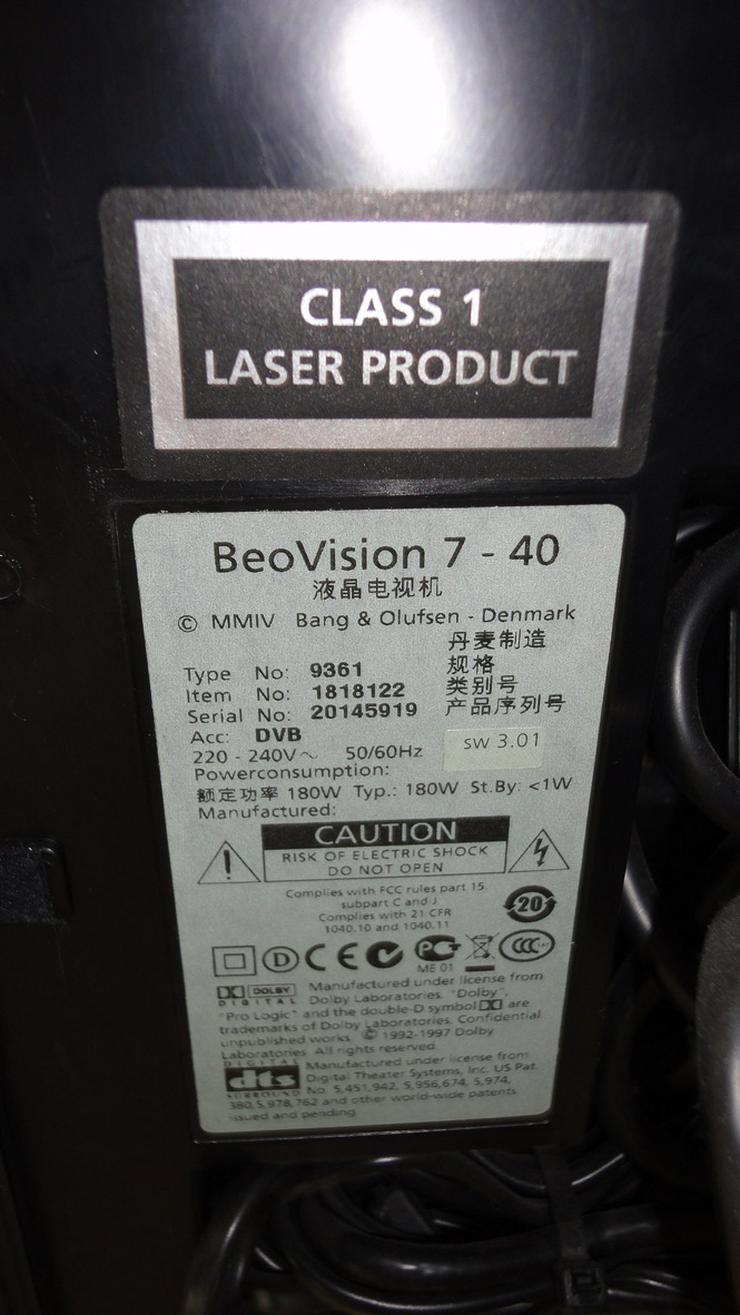 CLASS 1
LASER PRODUCT
BeoVision 7 - 40
液晶电视机
© MMIV Bang & Olufsen - Denmark
丹麦制造
Type No: 9361 规格
Item No: 1818122 类别号
Serial No: 20145919 产品序列号
Acc: DVB
220 - 240V～ 50/60Hz sw 3.01
Powerconsumption:
额定功率 180W Typ.: 180W St.By: <1W
Manufactured:
CAUTION
RISK OF ELECTRIC SHOCK
DO NOT OPEN
Complies with FCC rules part 15.
subpart C and J
Complies with 21 CFR
1040.10 and 1040.11
20
D CE PG CCC
ME 01
DOLBY Manufactured under license from
DIGITAL Dolby Laboratories. "Dolby",
"Pro Logic" and the double-D symbol are
trademarks of Dolby Laboratories. Confidential
unpublished works. © 1992-1997 Dolby
Laboratories. All rights reserved.
DIGITAL Manufactured under license from
dts Digital Theater Systems, Inc. US Pat.
SURROUND No. 5,451,942, 5,956,674, 5,974,
380,5,978,762 and other world-wide patents
issued and pending